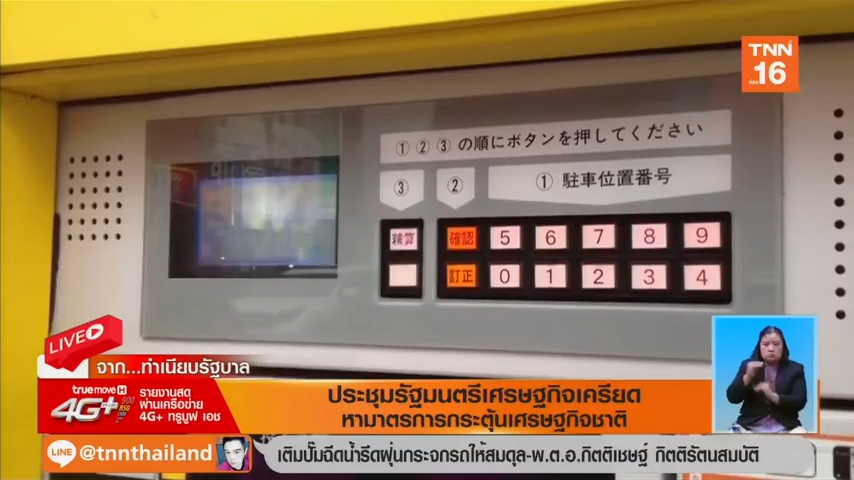 TNN
ช่อง 16
①②③の順にボタンを押してください
③ ② ① 駐車位置番号
精算 確認 5 6 7 8 9
訂正 0 1 2 3 4
LIVE
จาก...ทำเนียบรัฐบาล
truemove H
4G+
รายงานสด
ผ่านเครือข่าย
4G+ ทรูมูฟ เอช
ประชุมรัฐมนตรีเศรษฐกิจเครียด
หามาตรการกระตุ้นเศรษฐกิจชาติ
LINE @tnnthailand
เติมปั๊มฉีดน้ำรีดฝุ่นกระจกรถให้สมดุล-พ.ต.อ.กิตติเชษฐ์ กิตติรัตนสมบัติ